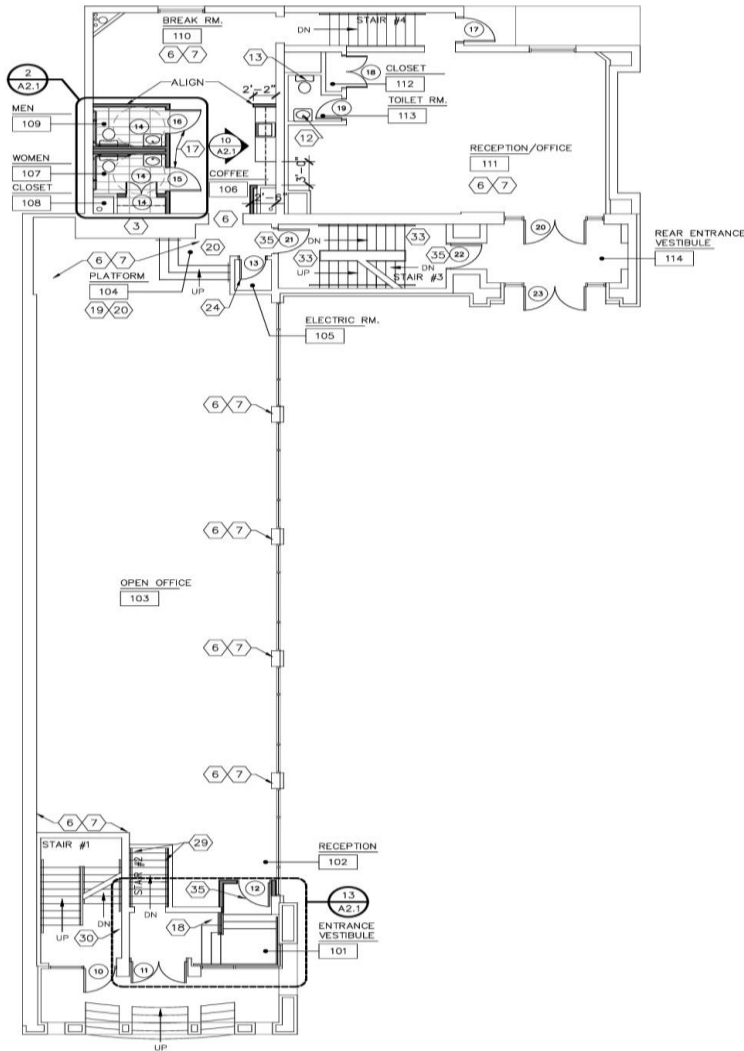 BREAK RM.
110
6 7
STAIR #4
DN
17
2
A2.1
ALIGN
2'-2"
13
18
CLOSET
112
MEN
109
14
16
17
10
A2.1
12
19
TOILET RM.
113
WOMEN
107
14
15
COFFEE
106
3'-0"
RECEPTION/OFFICE
111
6 7
CLOSET
108
14
3
6
20
35
21
DN
33
33
UP
DN
STAIR #3
35
22
20
REAR ENTRANCE
VESTIBULE
114
23
6 7
PLATFORM
104
19 20
UP
13
24
ELECTRIC RM.
105
6 7
6 7
OPEN OFFICE
103
6 7
6 7
6 7
STAIR #1
29
STAIR #2
RECEPTION
102
35
12
13
A2.1
UP
DN
DN
30
18
ENTRANCE
VESTIBULE
101
10
11
UP